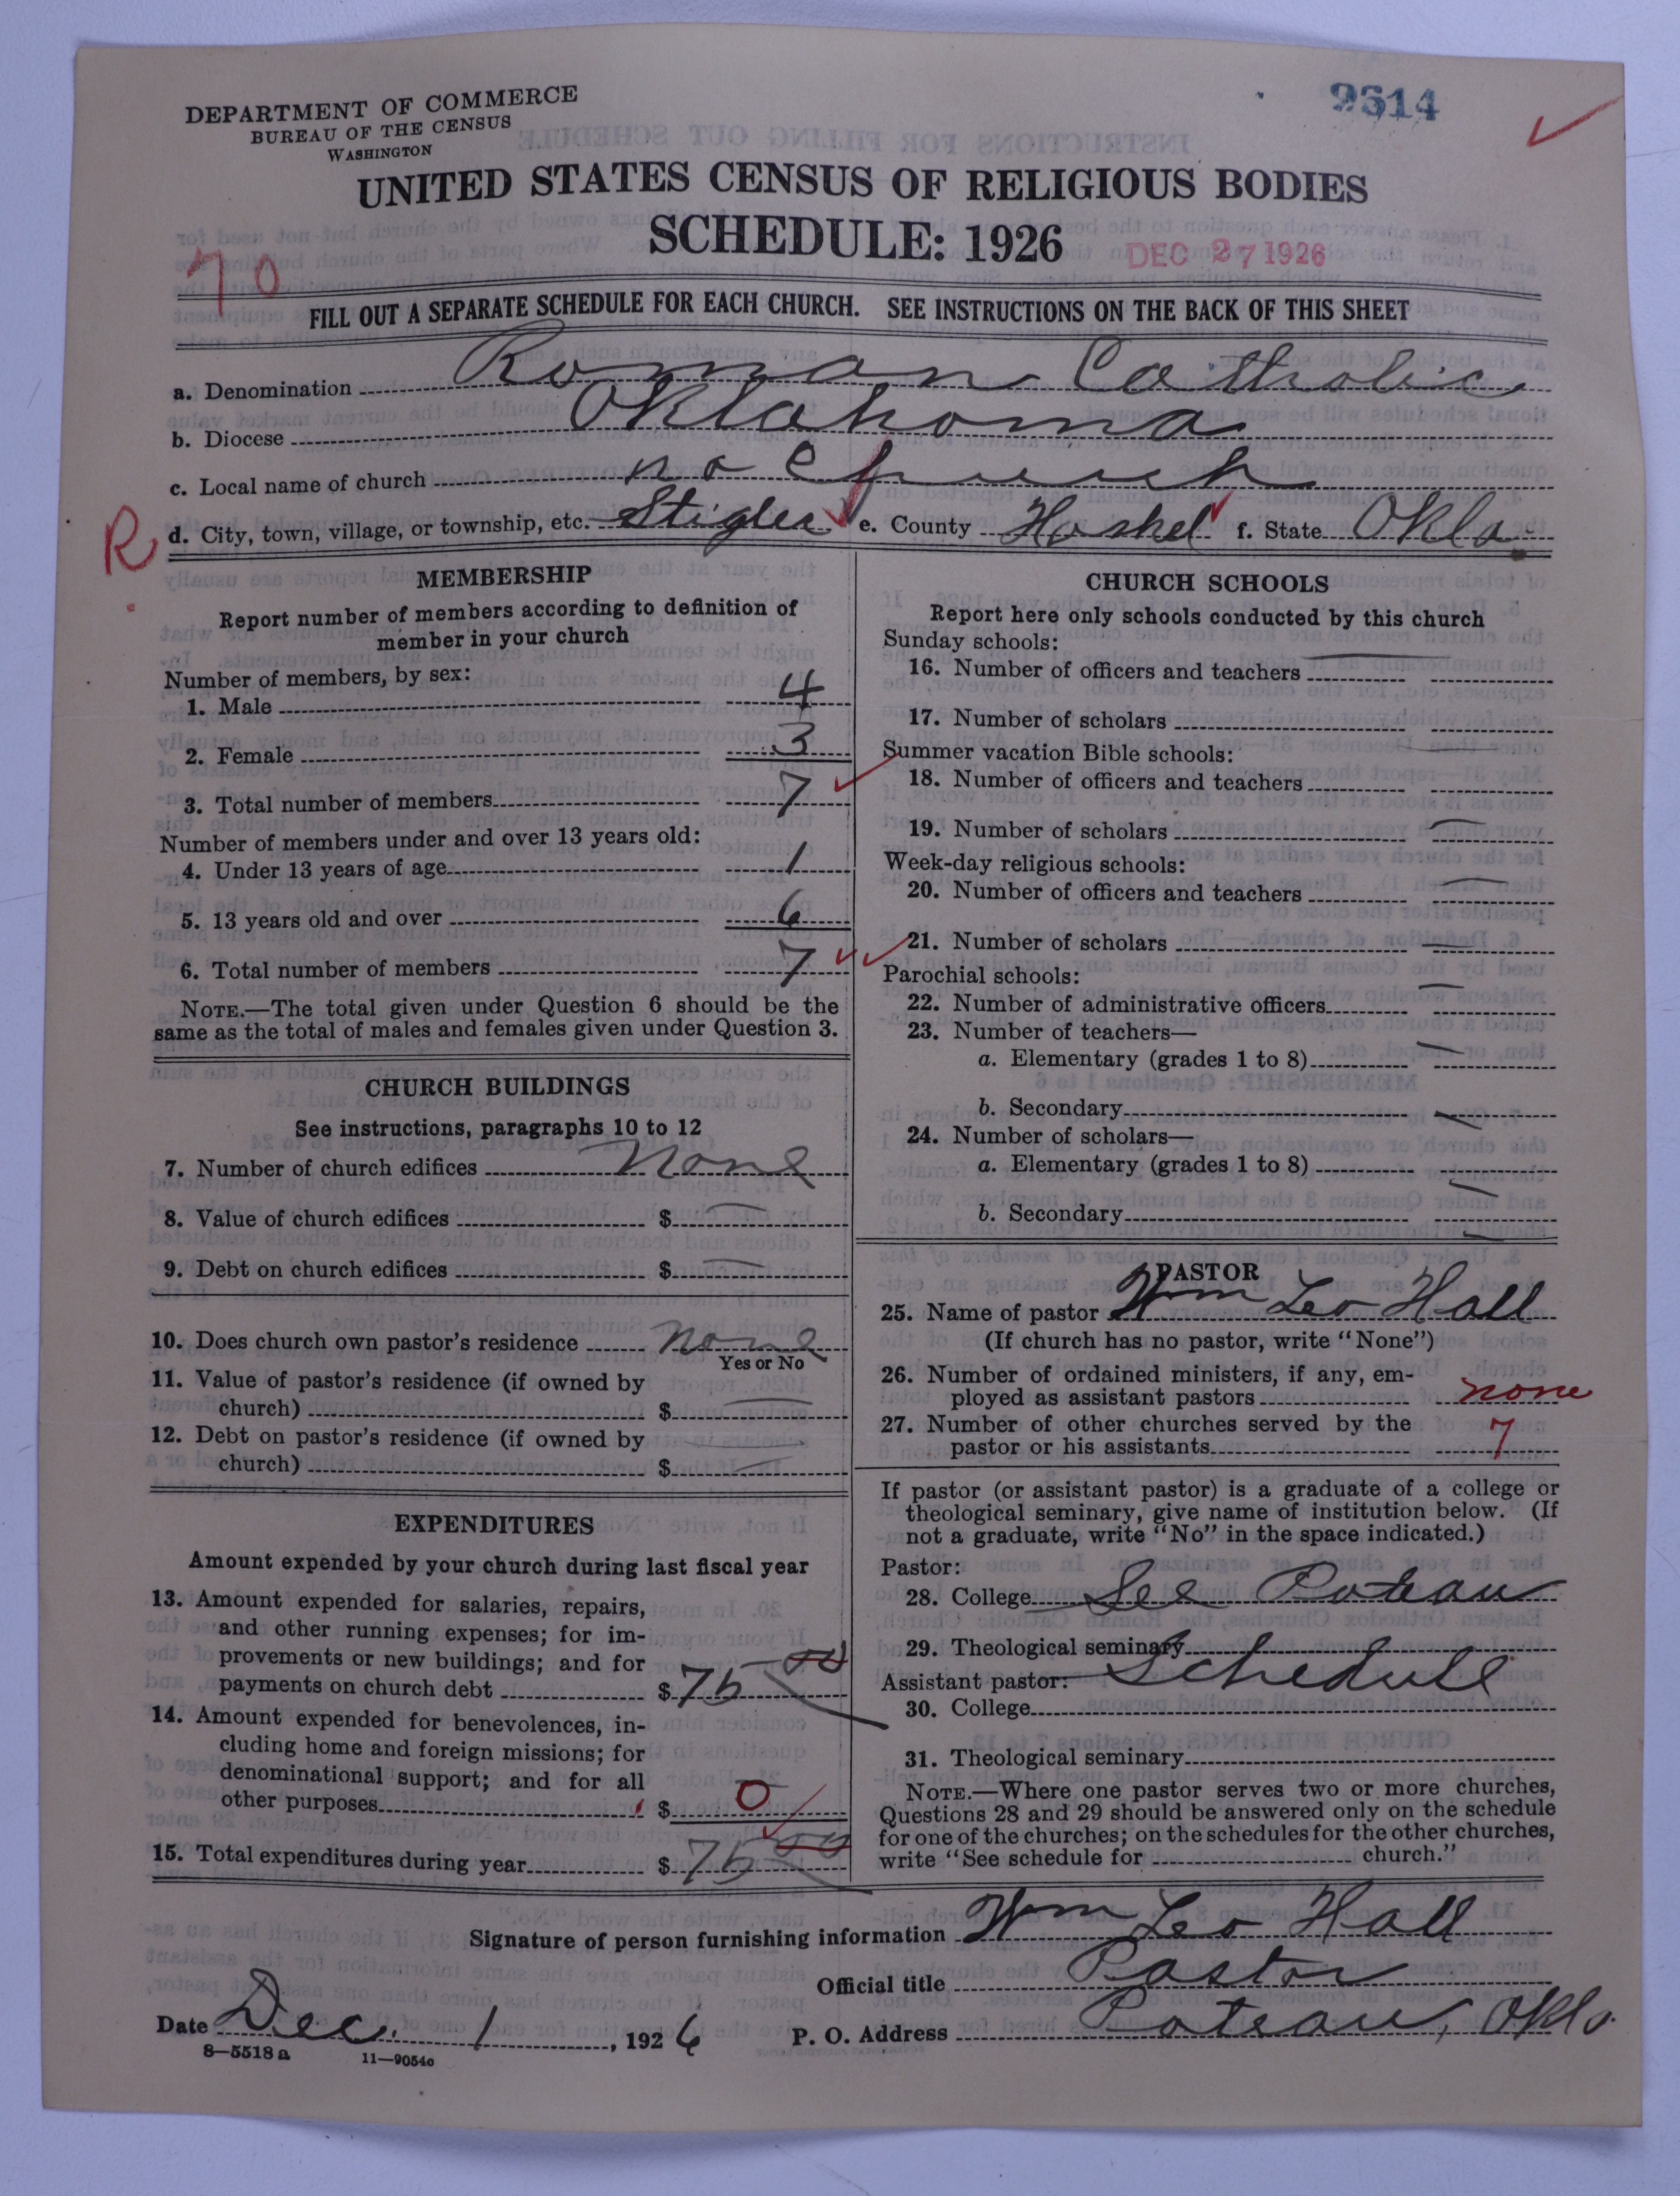 DEPARTMENT OF COMMERCE
BUREAU OF THE CENSUS
WASHINGTON
9514
UNITED STATES CENSUS OF RELIGIOUS BODIES
SCHEDULE: 1926
DEC 27 1926
70
FILL OUT A SEPARATE SCHEDULE FOR EACH CHURCH. SEE INSTRUCTIONS ON THE BACK OF THIS SHEET
a. Denomination Roman Catholic
b. Diocese Oklahoma
c. Local name of church no church
R d. City, town, village, or township, etc. Stigler e. County Haskel f. State Okla.
MEMBERSHIP
Report number of members according to definition of
member in your church
Number of members, by sex:
1. Male 4
2. Female 3
3. Total number of members 7
Number of members under and over 13 years old:
4. Under 13 years of age 1
5. 13 years old and over 6
6. Total number of members 7
NOTE.—The total given under Question 6 should be the
same as the total of males and females given under Question 3.
CHURCH BUILDINGS
See instructions, paragraphs 10 to 12
7. Number of church edifices None
8. Value of church edifices $ —
9. Debt on church edifices $ —
10. Does church own pastor's residence none
Yes or No
11. Value of pastor's residence (if owned by
church) $ —
12. Debt on pastor's residence (if owned by
church) $ —
EXPENDITURES
Amount expended by your church during last fiscal year
13. Amount expended for salaries, repairs,
and other running expenses; for im-
provements or new buildings; and for
payments on church debt $ 75 00
14. Amount expended for benevolences, in-
cluding home and foreign missions; for
denominational support; and for all
other purposes $ 0
15. Total expenditures during year $ 75 00
CHURCH SCHOOLS
Report here only schools conducted by this church
Sunday schools:
16. Number of officers and teachers —
17. Number of scholars
Summer vacation Bible schools: —
18. Number of officers and teachers
19. Number of scholars —
Week-day religious schools:
20. Number of officers and teachers —
21. Number of scholars —
Parochial schools:
22. Number of administrative officers —
23. Number of teachers—
a. Elementary (grades 1 to 8) —
b. Secondary —
24. Number of scholars—
a. Elementary (grades 1 to 8) —
b. Secondary —
PASTOR
25. Name of pastor Wm Leo Hall
(If church has no pastor, write "None")
26. Number of ordained ministers, if any, em-
ployed as assistant pastors none
27. Number of other churches served by the
pastor or his assistants 7
If pastor (or assistant pastor) is a graduate of a college or
theological seminary, give name of institution below. (If
not a graduate, write "No" in the space indicated.)
Pastor:
28. College See Poteau
29. Theological seminary Schedule
Assistant pastor:
30. College
31. Theological seminary
NOTE.—Where one pastor serves two or more churches,
Questions 28 and 29 should be answered only on the schedule
for one of the churches; on the schedules for the other churches,
write "See schedule for church."
Signature of person furnishing information Wm Leo Hall
Official title Pastor
Date Dec. 1, 1926 P. O. Address Poteau, Okla.
8—5518 a 11—9054a